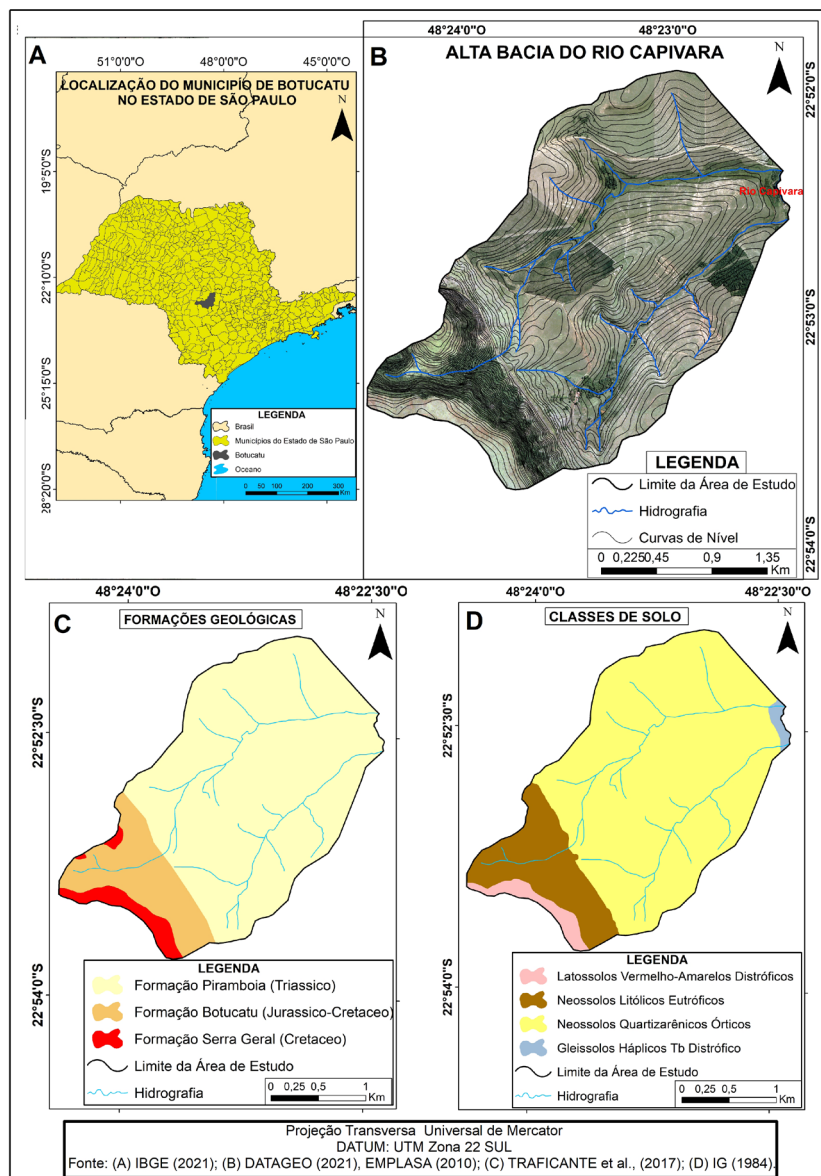 A
51°0'0"O
48°0'0"O
45°0'0"O
LOCALIZAÇÃO DO MUNICIPÍO DE BOTUCATU
NO ESTADO DE SÃO PAULO
N
19°5'0"S
22°10'0"S
25°15'0"S
28°20'0"S
LEGENDA
Brasil
Municípios do Estado de São Paulo
Botucatu
Oceano
0 50 100 200 300
Km
48°24'0"O
48°23'0"O
B
ALTA BACIA DO RIO CAPIVARA
N
22°52'0"S
22°53'0"S
22°54'0"S
Rio Capivara
LEGENDA
Limite da Área de Estudo
Hidrografia
Curvas de Nível
0 0,225 0,45 0,9 1,35
Km
48°24'0"O
48°22'30"O
C
FORMAÇÕES GEOLÓGICAS
N
22°52'30"S
22°54'0"S
LEGENDA
Formação Piramboia (Triassico)
Formação Botucatu (Jurassico-Cretaceo)
Formação Serra Geral (Cretaceo)
Limite da Área de Estudo
Hidrografia
0 0,25 0,5 1
Km
48°24'0"O
48°22'30"O
D
CLASSES DE SOLO
N
22°52'30"S
22°54'0"S
LEGENDA
Latossolos Vermelho-Amarelos Distróficos
Neossolos Litólicos Eutróficos
Neossolos Quartizarênicos Órticos
Gleissolos Háplicos Tb Distrófico
Limite da Área de Estudo
Hidrografia
0 0,25 0,5 1
Km
Projeção Transversa Universal de Mercator
DATUM: UTM Zona 22 SUL
Fonte: (A) IBGE (2021); (B) DATAGEO (2021), EMPLASA (2010); (C) TRAFICANTE et al., (2017); (D) IG (1984).